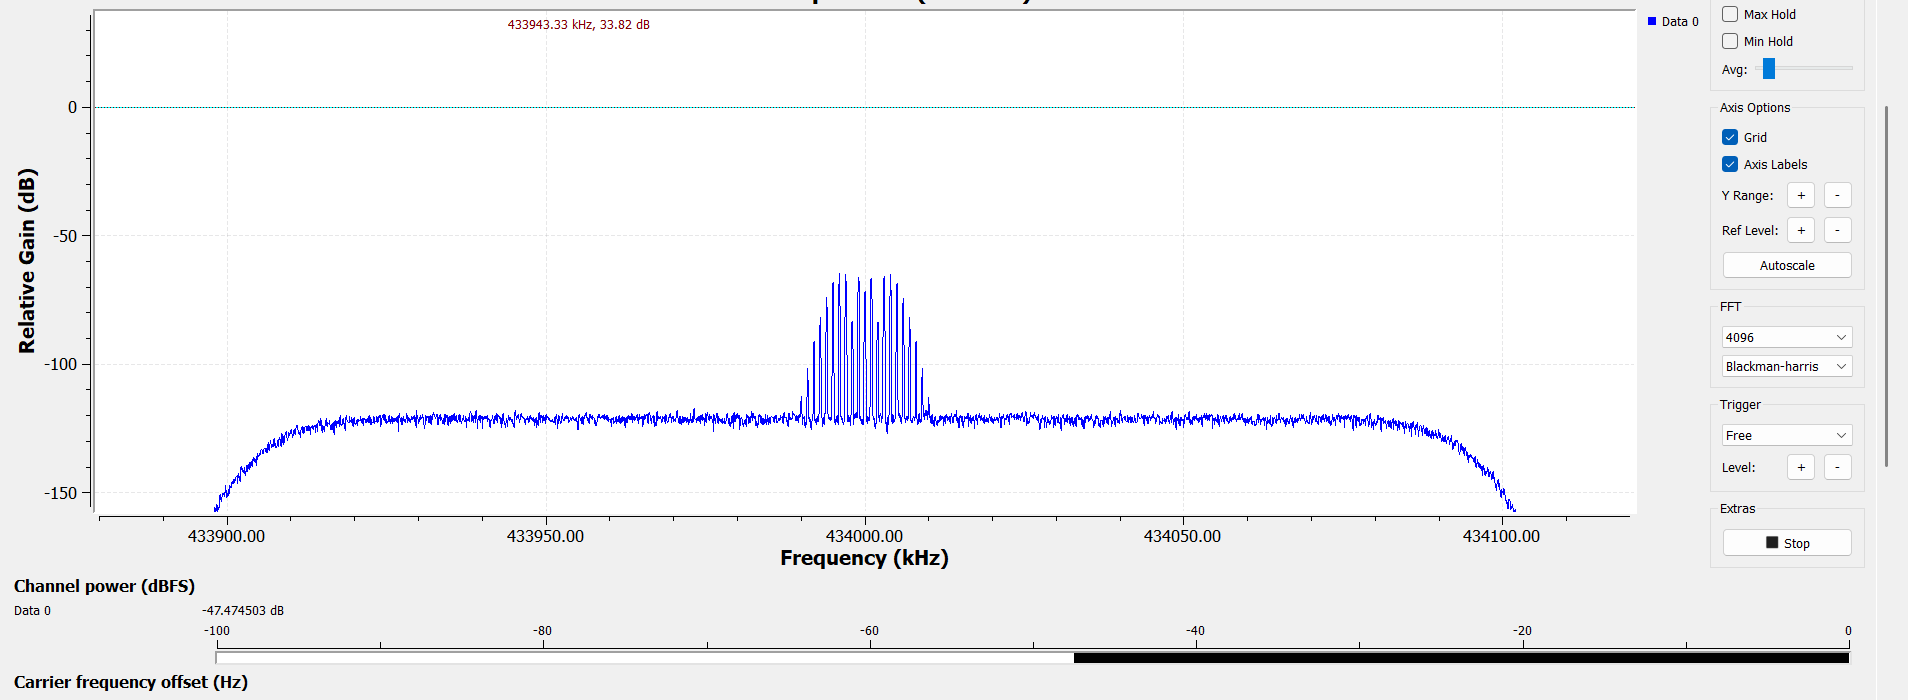 433943.33 kHz, 33.82 dB
Data 0
Max Hold
Min Hold
Avg:
Axis Options
Grid
Axis Labels
Y Range: + -
Ref Level: + -
Autoscale
FFT
4096
Blackman-harris
Trigger
Free
Level: + -
Extras
Stop
Relative Gain (dB)
0
-50
-100
-150
433900.00 433950.00 434000.00 434050.00 434100.00
Frequency (kHz)
Channel power (dBFS)
Data 0 -47.474503 dB
-100 -80 -60 -40 -20 0
Carrier frequency offset (Hz)